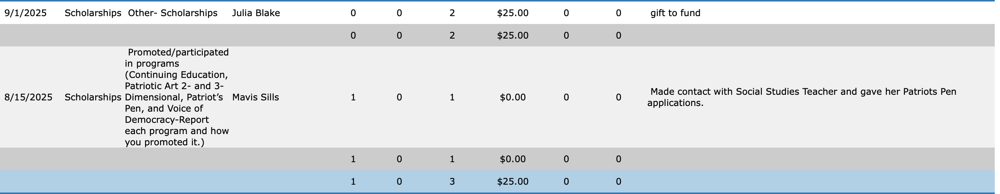 9/1/2025 Scholarships Other- Scholarships Julia Blake 0 0 2 $25.00 0 0 gift to fund
0 0 2 $25.00 0 0
Promoted/participated
in programs
(Continuing Education,
Patriotic Art 2- and 3-
8/15/2025 Scholarships Dimensional, Patriot’s Mavis Sills 1 0 1 $0.00 0 0 Made contact with Social Studies Teacher and gave her Patriots Pen
applications.
Pen, and Voice of
Democracy-Report
each program and how
you promoted it.)
1 0 1 $0.00 0 0
1 0 3 $25.00 0 0